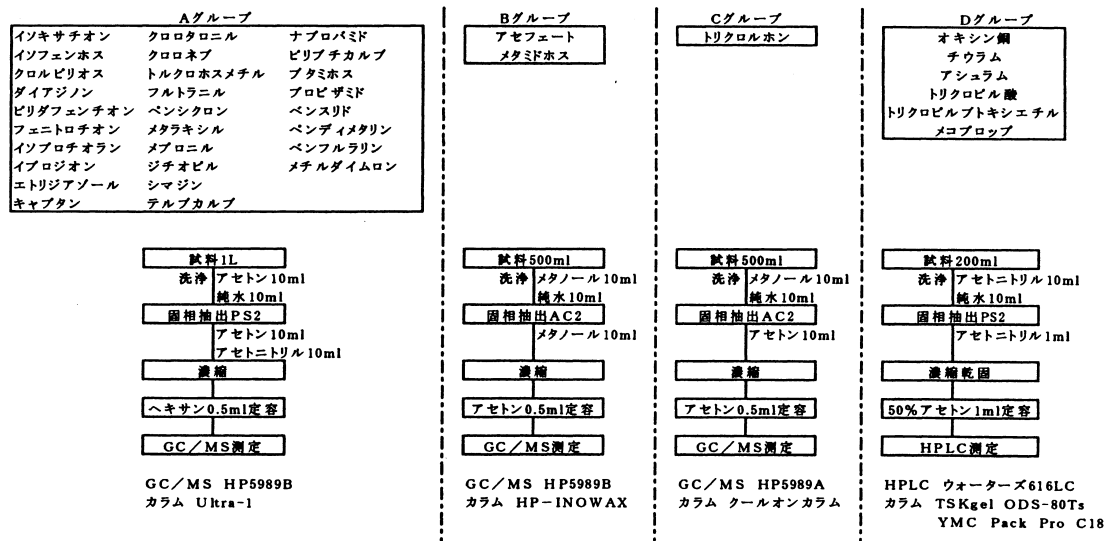 Aグループ
イソキサチオン クロロタロニル ナプロパミド
イソフェンホス クロロネブ ピリブチカルブ
クロルピリオス トルクロホスメチル ブタミホス
ダイアジノン フルトラニル プロピザミド
ピリダフェンチオン ペンシクロン ベンスリド
フェニトロチオン メタラキシル ペンディメタリン
イソプロチオラン メプロニル ベンフルラリン
イプロジオン ジチオピル メチルダイムロン
エトリジアゾール シマジン
キャプタン テルブカルブ
試料1L
洗浄 アセトン10ml
純水10ml
固相抽出PS2
アセトン10ml
アセトニトリル10ml
濃縮
ヘキサン0.5ml定容
GC/MS測定
GC/MS HP5989B
カラム Ultra-1
Bグループ
アセフェート
メタミドホス
試料500ml
洗浄 メタノール10ml
純水10ml
固相抽出AC2
メタノール10ml
濃縮
アセトン0.5ml定容
GC/MS測定
GC/MS HP5989B
カラム HP-INOWAX
Cグループ
トリクロルホン
試料500ml
洗浄 メタノール10ml
純水10ml
固相抽出AC2
アセトン10ml
濃縮
アセトン0.5ml定容
GC/MS測定
GC/MS HP5989A
カラム クールオンカラム
Dグループ
オキシン銅
チウラム
アシュラム
トリクロピル酸
トリクロピルブトキシエチル
メコプロップ
試料200ml
洗浄 アセトニトリル10ml
純水10ml
固相抽出PS2
アセトニトリル1ml
濃縮乾固
50%アセトン1ml定容
HPLC測定
HPLC ウォーターズ616LC
カラム TSKgel ODS-80Ts
YMC Pack Pro C18